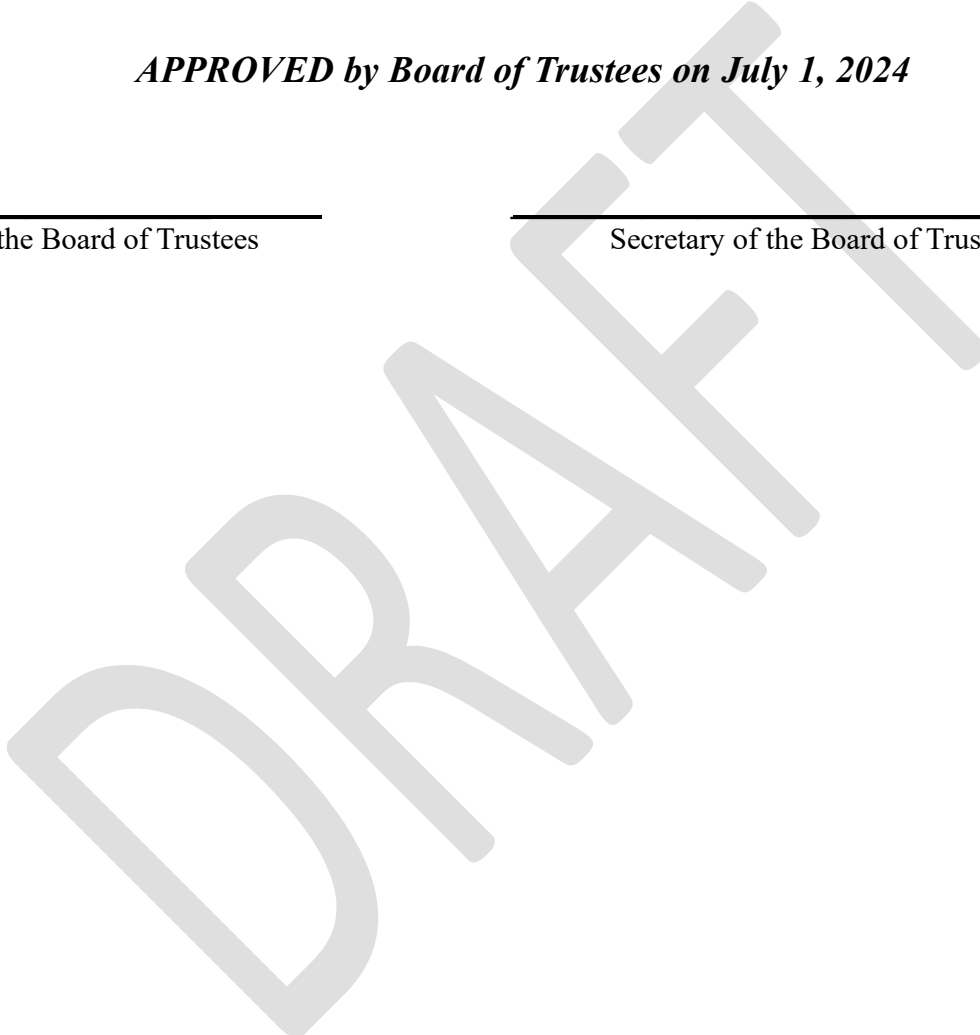 APPROVED by Board of Trustees on July 1, 2024
the Board of Trustees
Secretary of the Board of
DRAFT